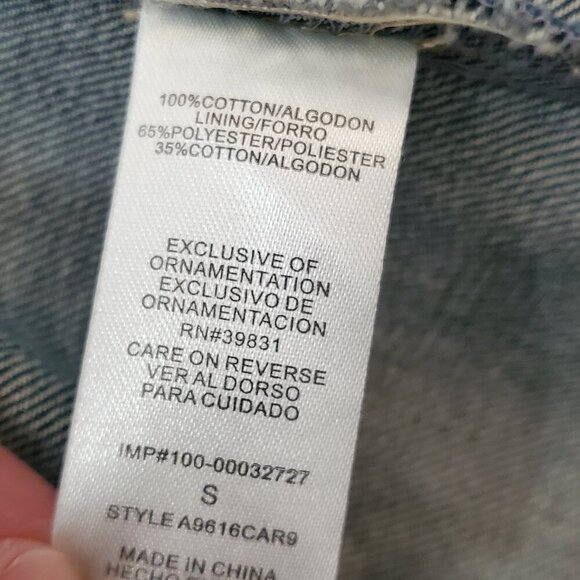 100%COTTON/ALGODON
LINING/FORRO
65%POLYESTER/POLIESTER
35%COTTON/ALGODON
EXCLUSIVE OF
ORNAMENTATION
EXCLUSIVO DE
ORNAMENTACION
RN#39831
CARE ON REVERSE
VER AL DORSO
PARA CUIDADO
IMP#100-00032727
S
STYLE A9616CAR9
MADE IN CHINA
HECHO